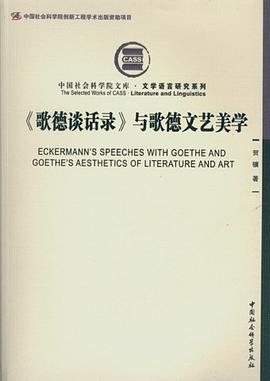 中国社会科学院创新工程学术出版资助项目
CASS
中国社会科学院文库·文学语言研究系列
The Selected Works of CASS · Literature and Linguistics
《歌德谈话录》与歌德文艺美学
ECKERMANN'S SPEECHES WITH GOETHE AND
GOETHE'S AESTHETICS OF LITERATURE AND ART
贺骥 著
中国社会科学出版社